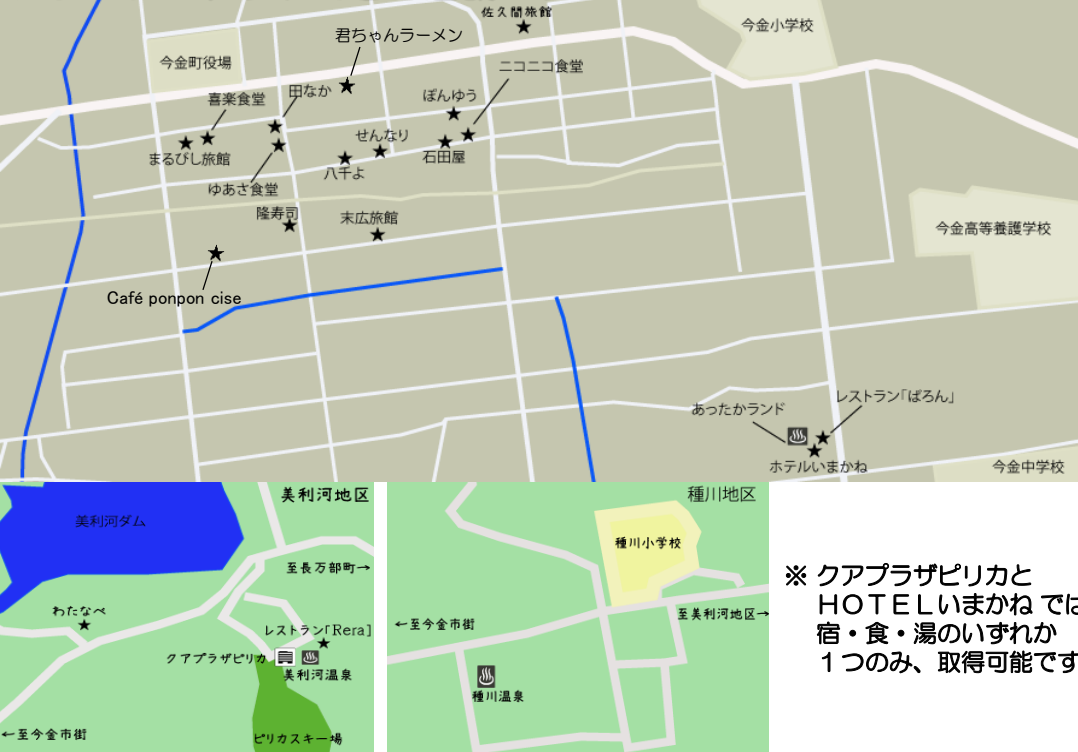 佐久間旅館
今金小学校
君ちゃんラーメン
今金町役場
ニコニコ食堂
田なか
喜楽食堂
ぼんゆう
せんなり
まるびし旅館
石田屋
八千よ
ゆあさ食堂
隆寿司
末広旅館
今金高等養護学校
Café ponpon cise
レストラン「ばろん」
あったかランド
ホテルいまかね
今金中学校
美利河地区
美利河ダム
至長万部町→
わたなべ
レストラン「Rera」
クアプラザピリカ
美利河温泉
←至今金市街
ピリカスキー場
種川地区
種川小学校
至美利河地区→
←至今金市街
種川温泉
※ クアプラザピリカと
ＨＯＴＥＬいまかね では
宿・食・湯のいずれか
１つのみ、取得可能です